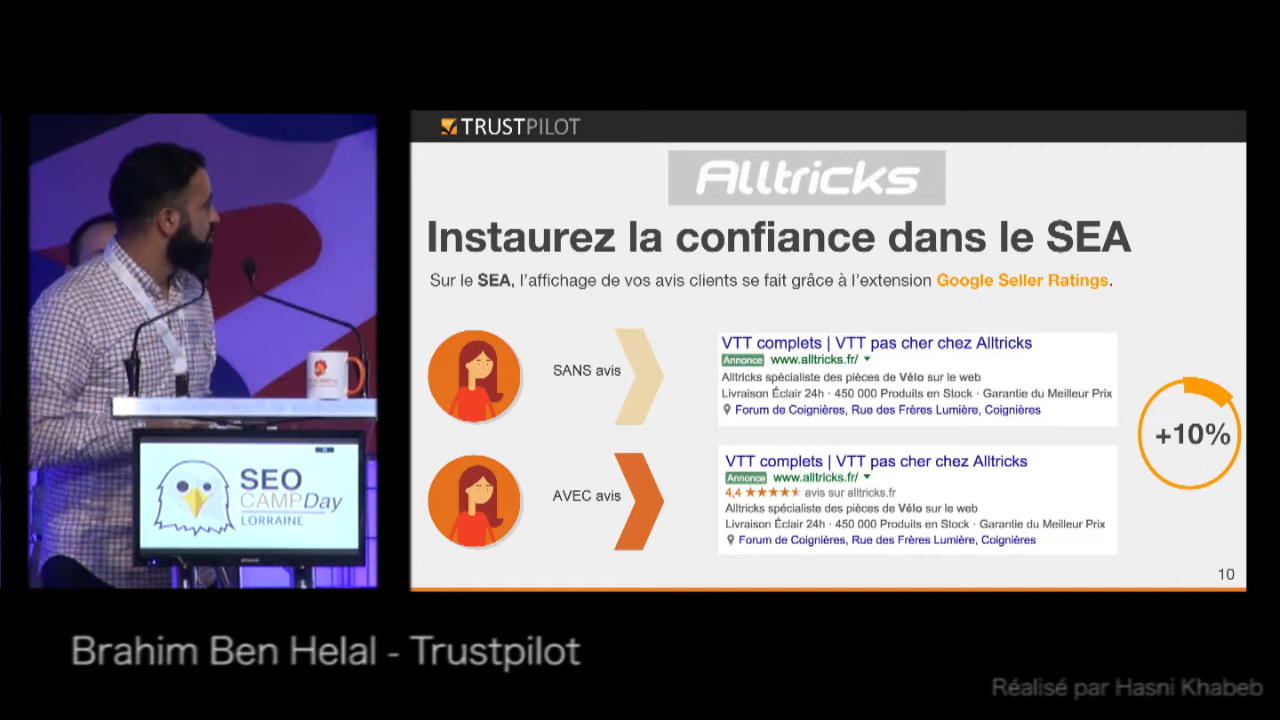 TRUSTPILOT
Alltricks
Instaurez la confiance dans le SEA
Sur le SEA, l'affichage de vos avis clients se fait grâce à l'extension Google Seller Ratings.
SANS avis
VTT complets | VTT pas cher chez Alltricks
Annonce www.alltricks.fr/
Alltricks spécialiste des pièces de Vélo sur le web
Livraison Éclair 24h · 450 000 Produits en Stock · Garantie du Meilleur Prix
Forum de Coignières, Rue des Frères Lumière, Coignières
+10%
AVEC avis
VTT complets | VTT pas cher chez Alltricks
Annonce www.alltricks.fr/
4,4 ★★★★★ avis sur alltricks.fr
Alltricks spécialiste des pièces de Vélo sur le web
Livraison Éclair 24h · 450 000 Produits en Stock · Garantie du Meilleur Prix
Forum de Coignières, Rue des Frères Lumière, Coignières
10
SEO
CAMPDay
LORRAINE
Brahim Ben Helal - Trustpilot
Réalisé par Hasni Khabeb